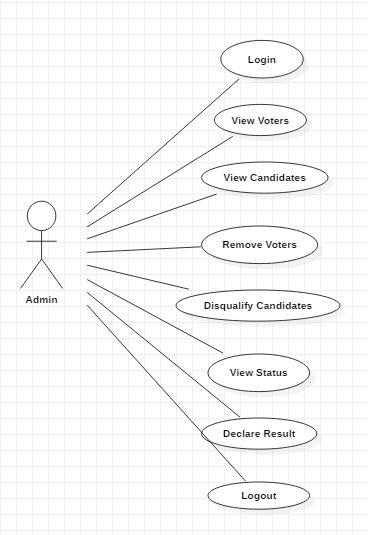 Login
View Voters
View Candidates
Remove Voters
Admin
Disqualify Candidates
View Status
Declare Result
Logout